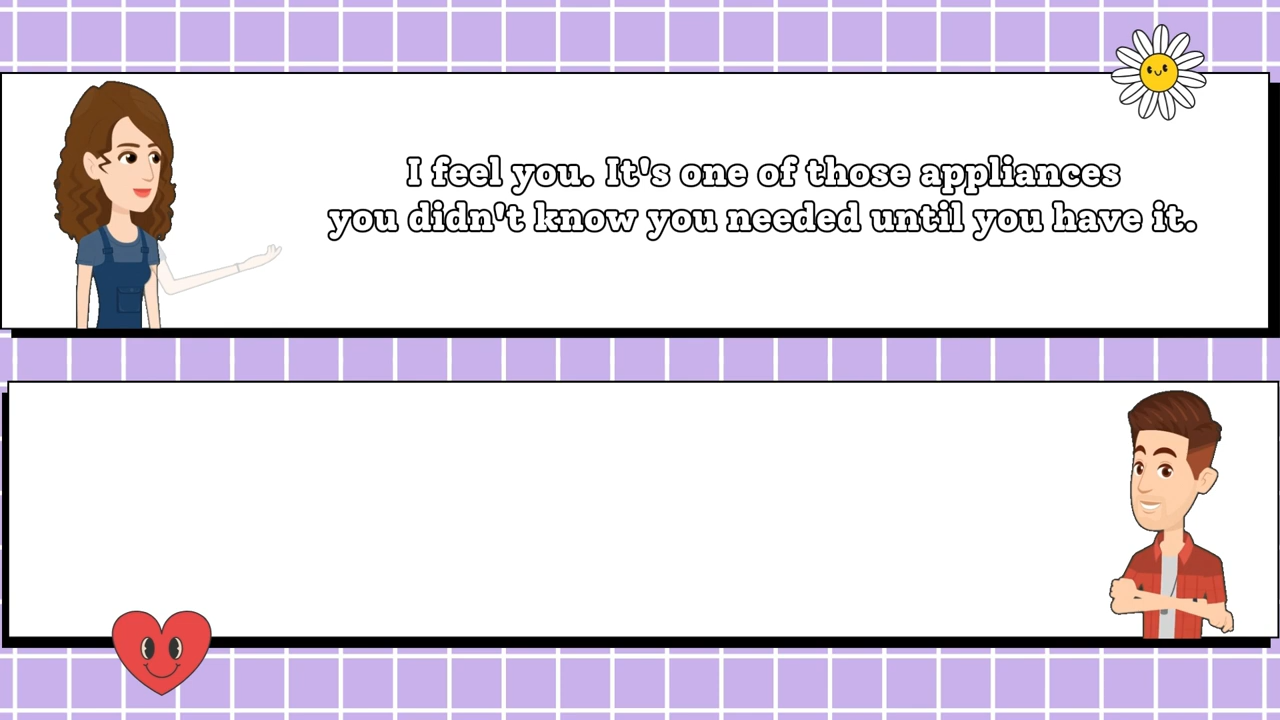 I feel you. It's one of those appliances
you didn't know you needed until you have it.